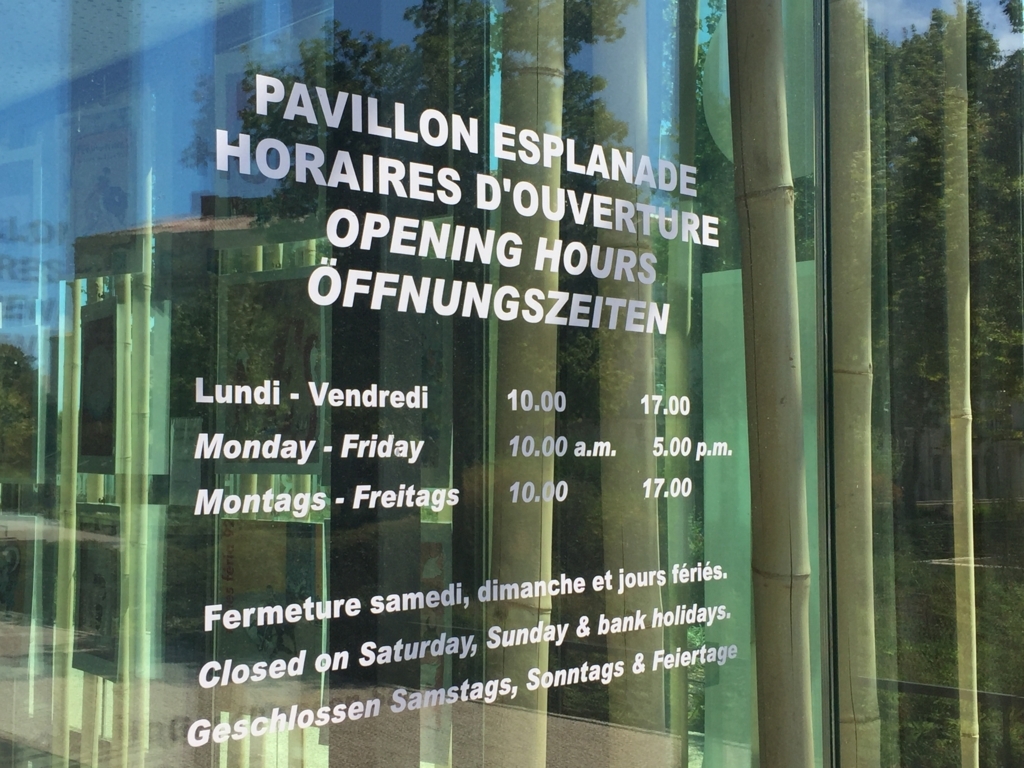 PAVILLON ESPLANADE
HORAIRES D'OUVERTURE
OPENING HOURS
ÖFFNUNGSZEITEN
Lundi - Vendredi 10.00 17.00
Monday - Friday 10.00 a.m. 5.00 p.m.
Montags - Freitags 10.00 17.00
Fermeture samedi, dimanche et jours fériés.
Closed on Saturday, Sunday & bank holidays.
Geschlossen Samstags, Sonntags & Feiertage